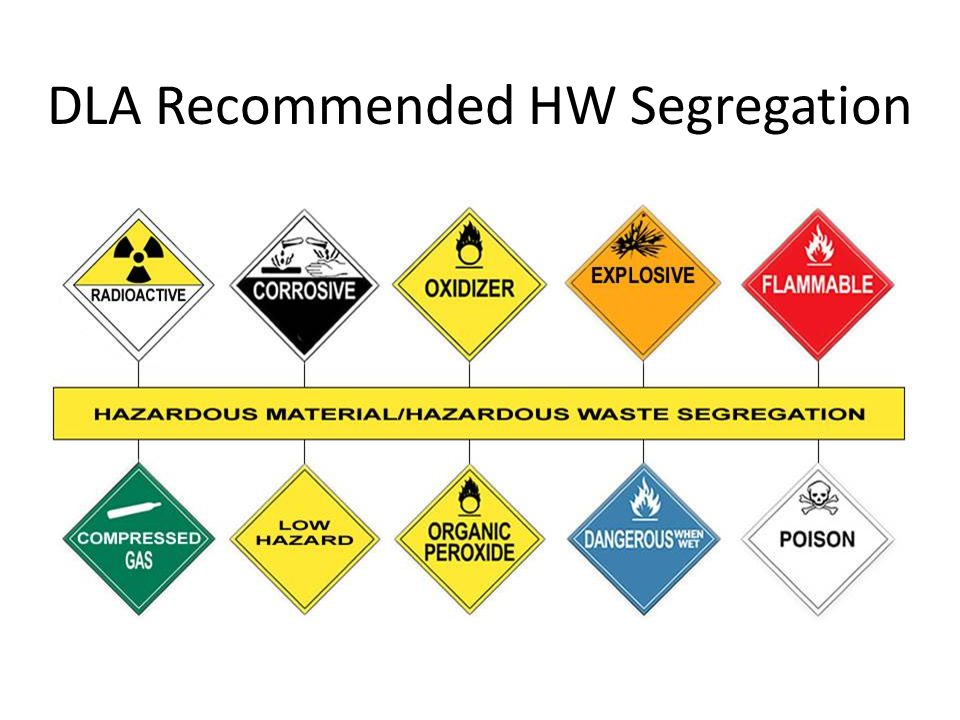 DLA Recommended HW Segregation
RADIOACTIVE
CORROSIVE
OXIDIZER
EXPLOSIVE
FLAMMABLE
HAZARDOUS MATERIAL/HAZARDOUS WASTE SEGREGATION
COMPRESSED
GAS
LOW
HAZARD
ORGANIC
PEROXIDE
DANGEROUS WHEN
WET
POISON